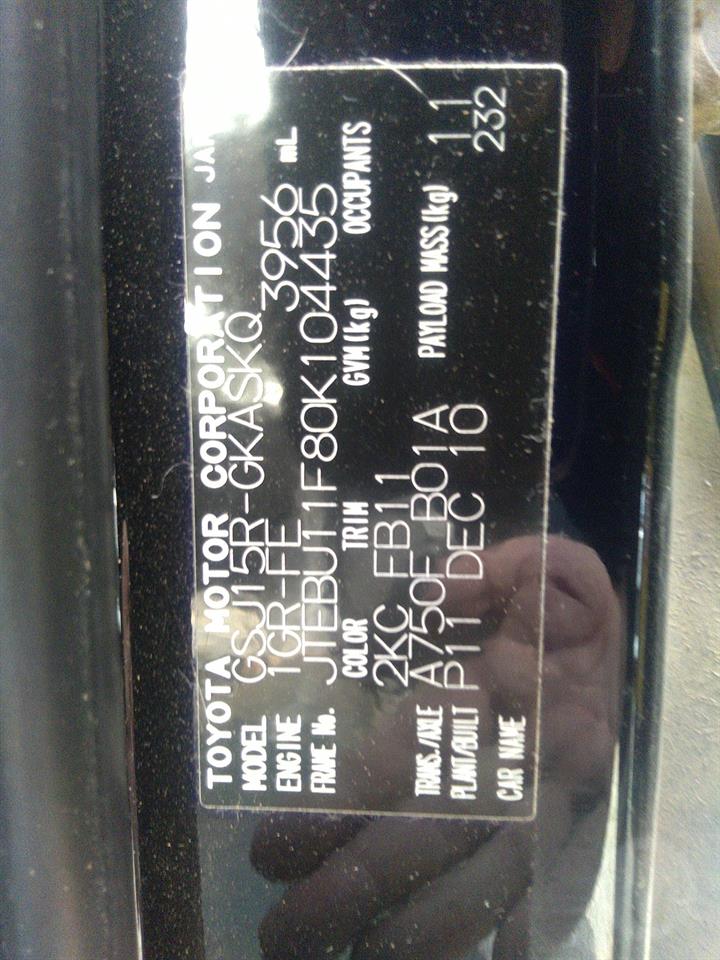 TOYOTA MOTOR CORPORATION JA
MODEL GSJ15R-GKASKQ
ENGINE 1GR-FE 3956 mL
FRAME No. JTEBU11F80K104435
COLOR TRIM GVM(kg) OCCUPANTS
2KC FB11
TRANS./AXLE A750F B01A PAYLOAD MASS(kg) 1.1
PLANT/BUILT P11 DEC 10 232
CAR NAME